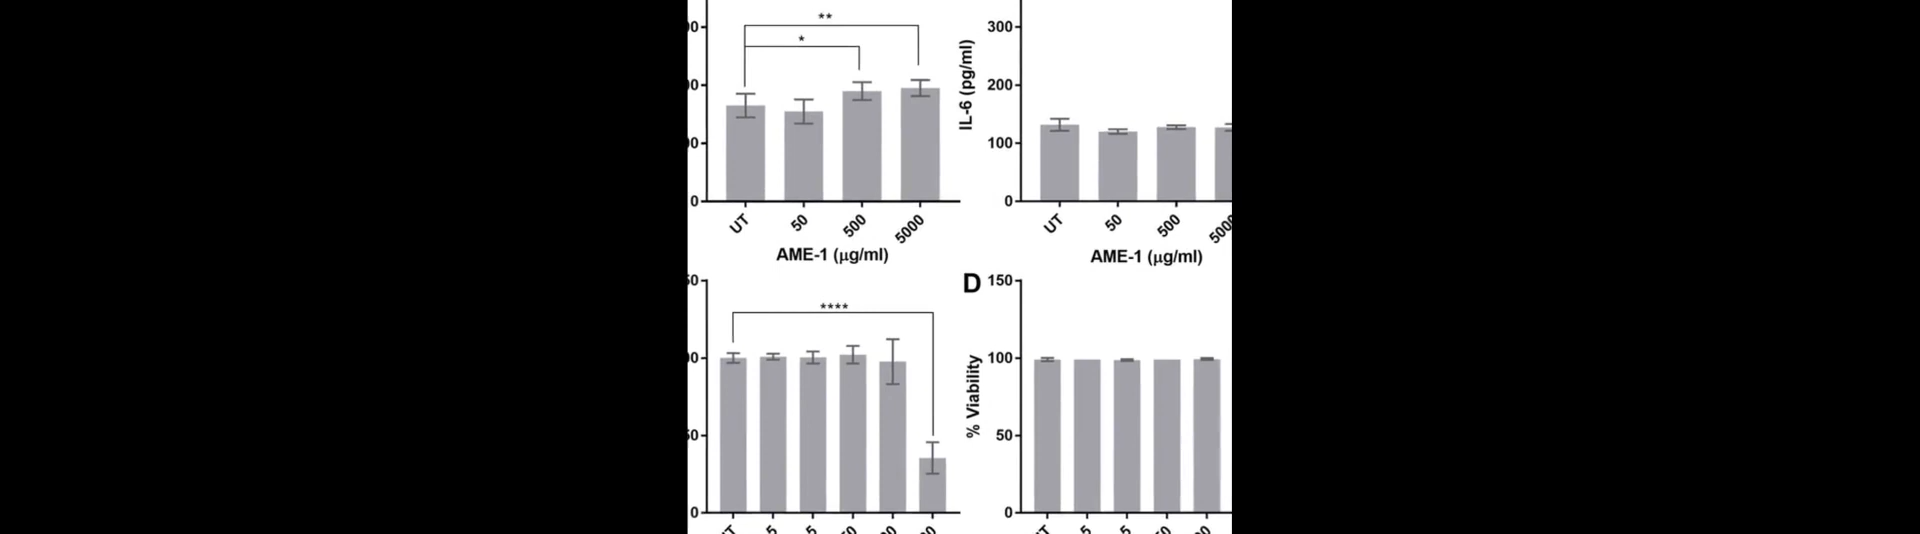 **
*
0
UT 50 500 5000
AME-1 (μg/ml)
IL-6 (pg/ml)
300
200
100
0
UT 50 500
AME-1 (μg/ml)
****
0
D
% Viability
150
100
50
0